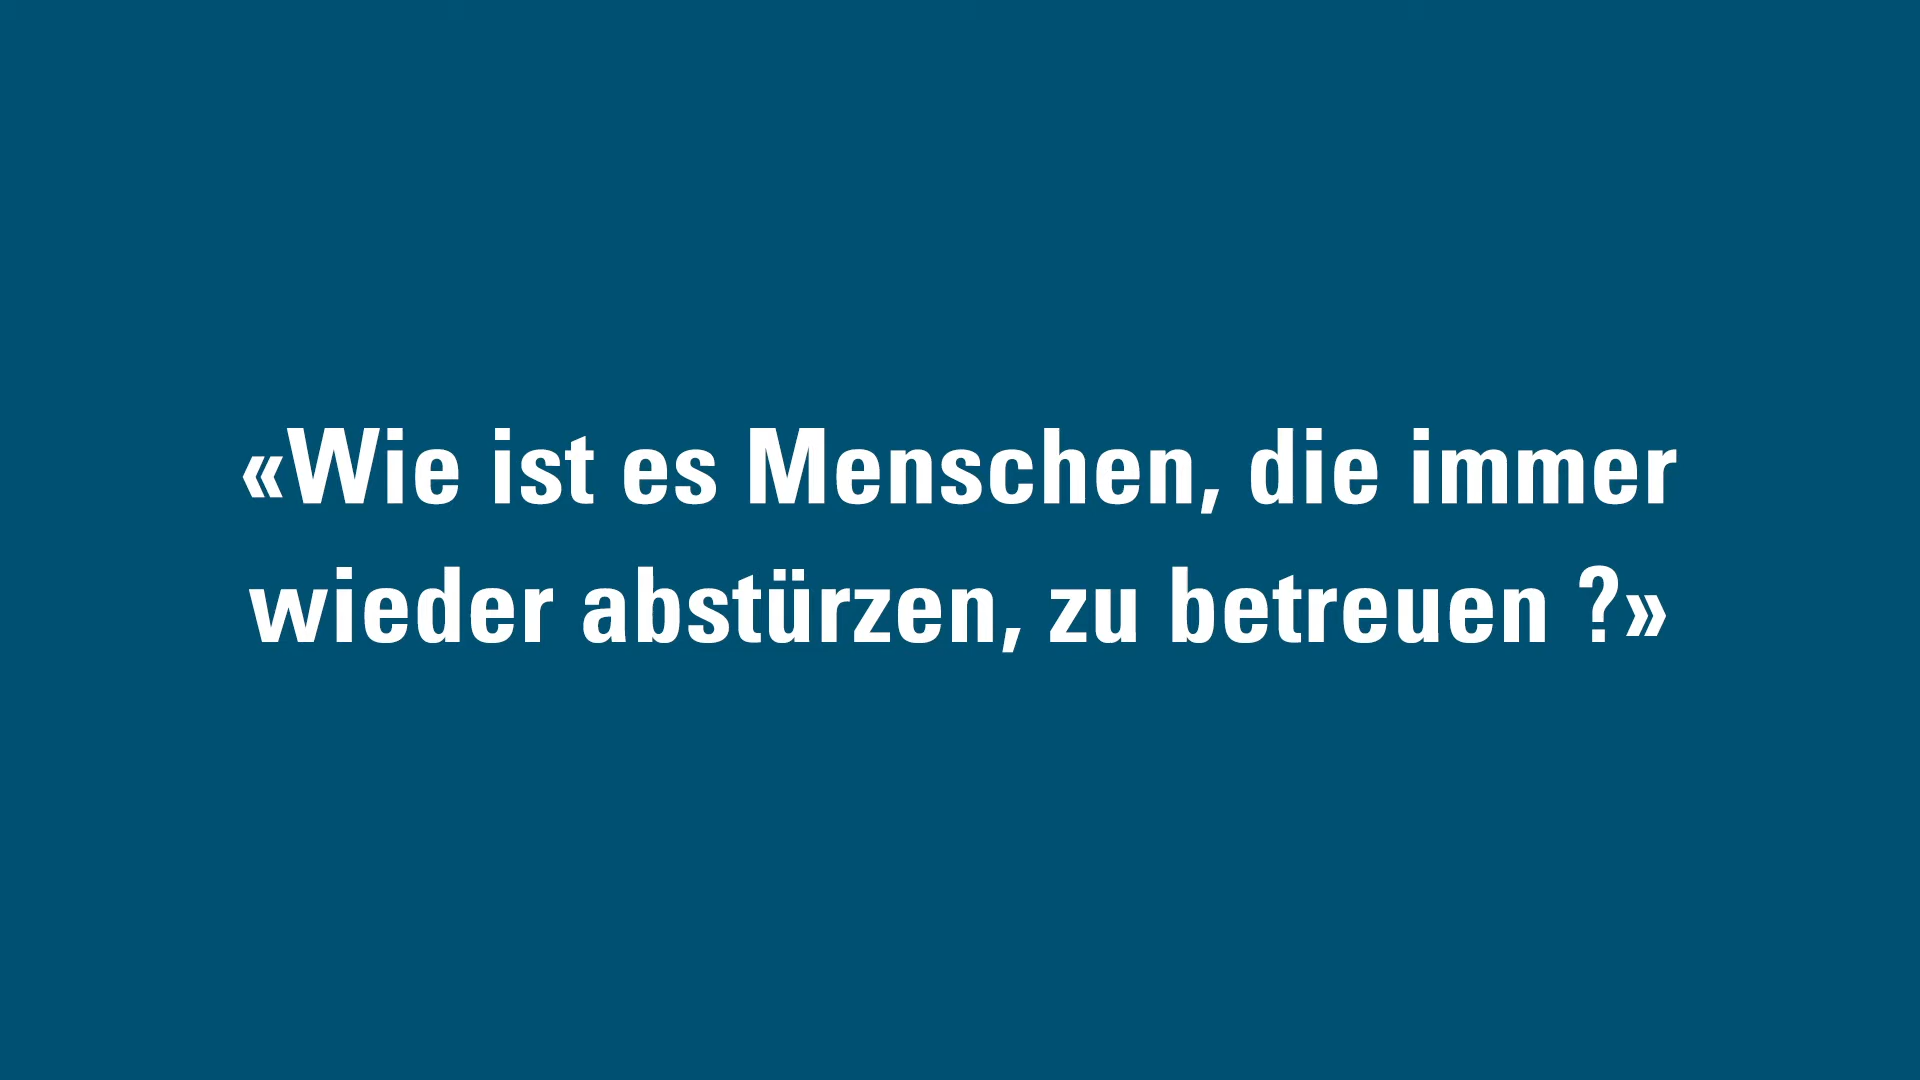 «Wie ist es Menschen, die immer
wieder abstürzen, zu betreuen ?»